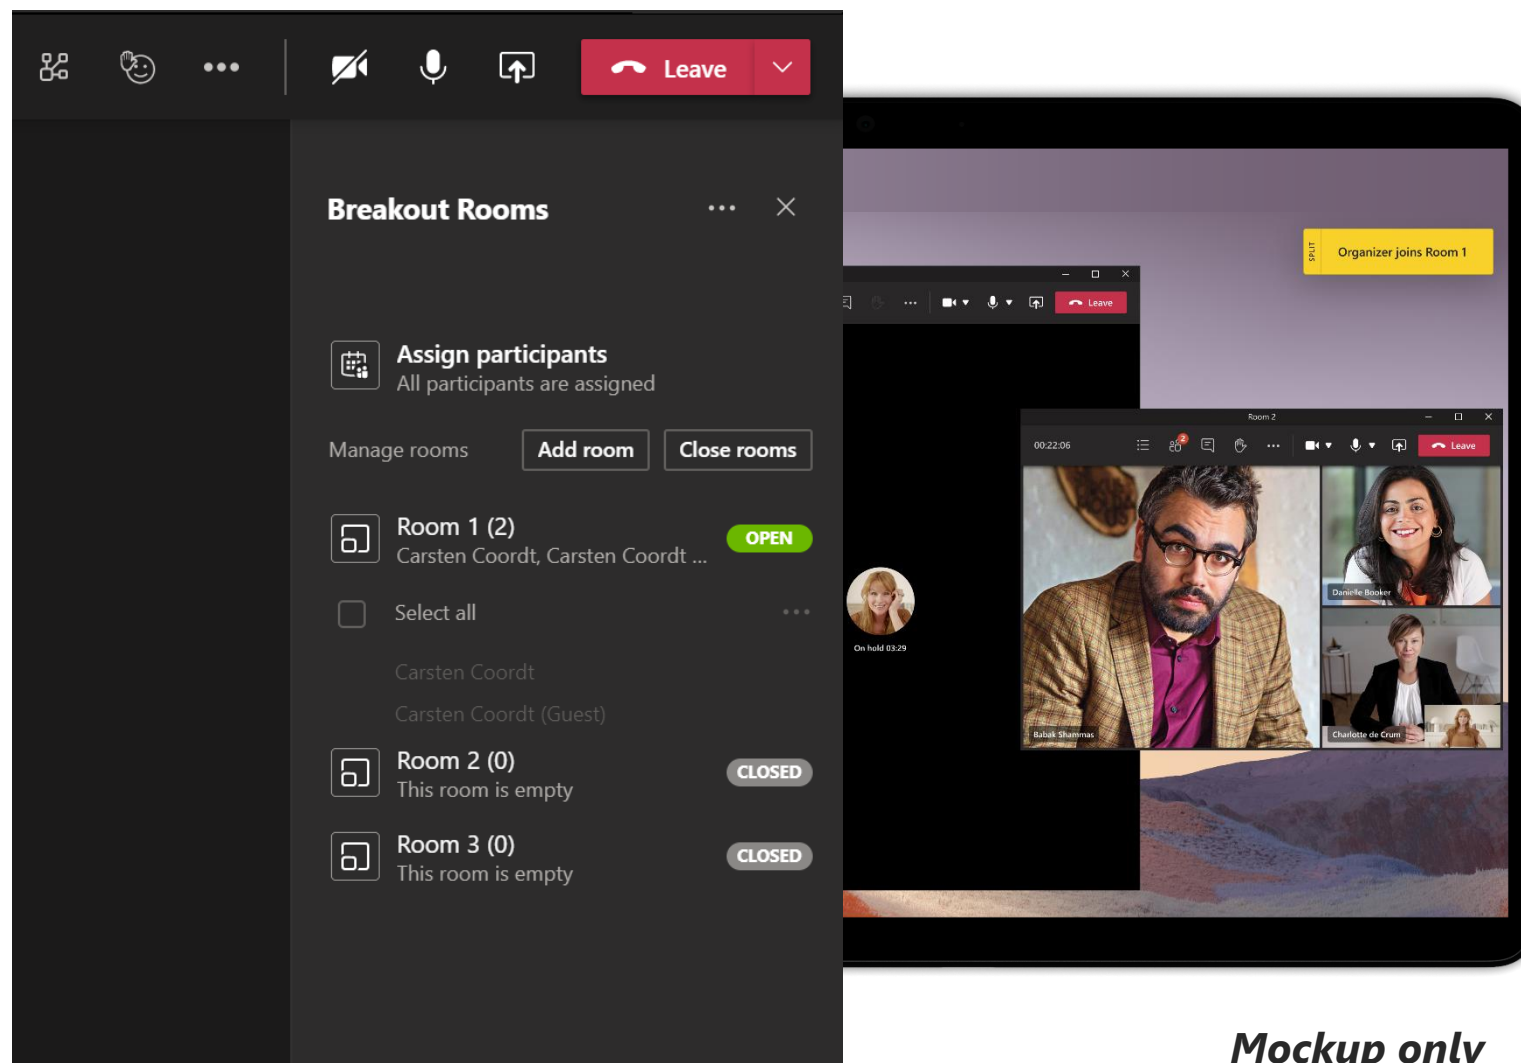 Leave
Breakout Rooms
Assign participants
All participants are assigned
Manage rooms
Add room
Close rooms
Room 1 (2)
Carsten Coordt, Carsten Coordt ...
OPEN
Select all
Carsten Coordt
Carsten Coordt (Guest)
Room 2 (0)
This room is empty
CLOSED
Room 3 (0)
This room is empty
CLOSED
SPLIT
Organizer joins Room 1
Leave
On hold 03:29
Room 2
00:22:06
2
Leave
Babak Shammas
Danielle Booker
Charlotte de Crum
Mockup only